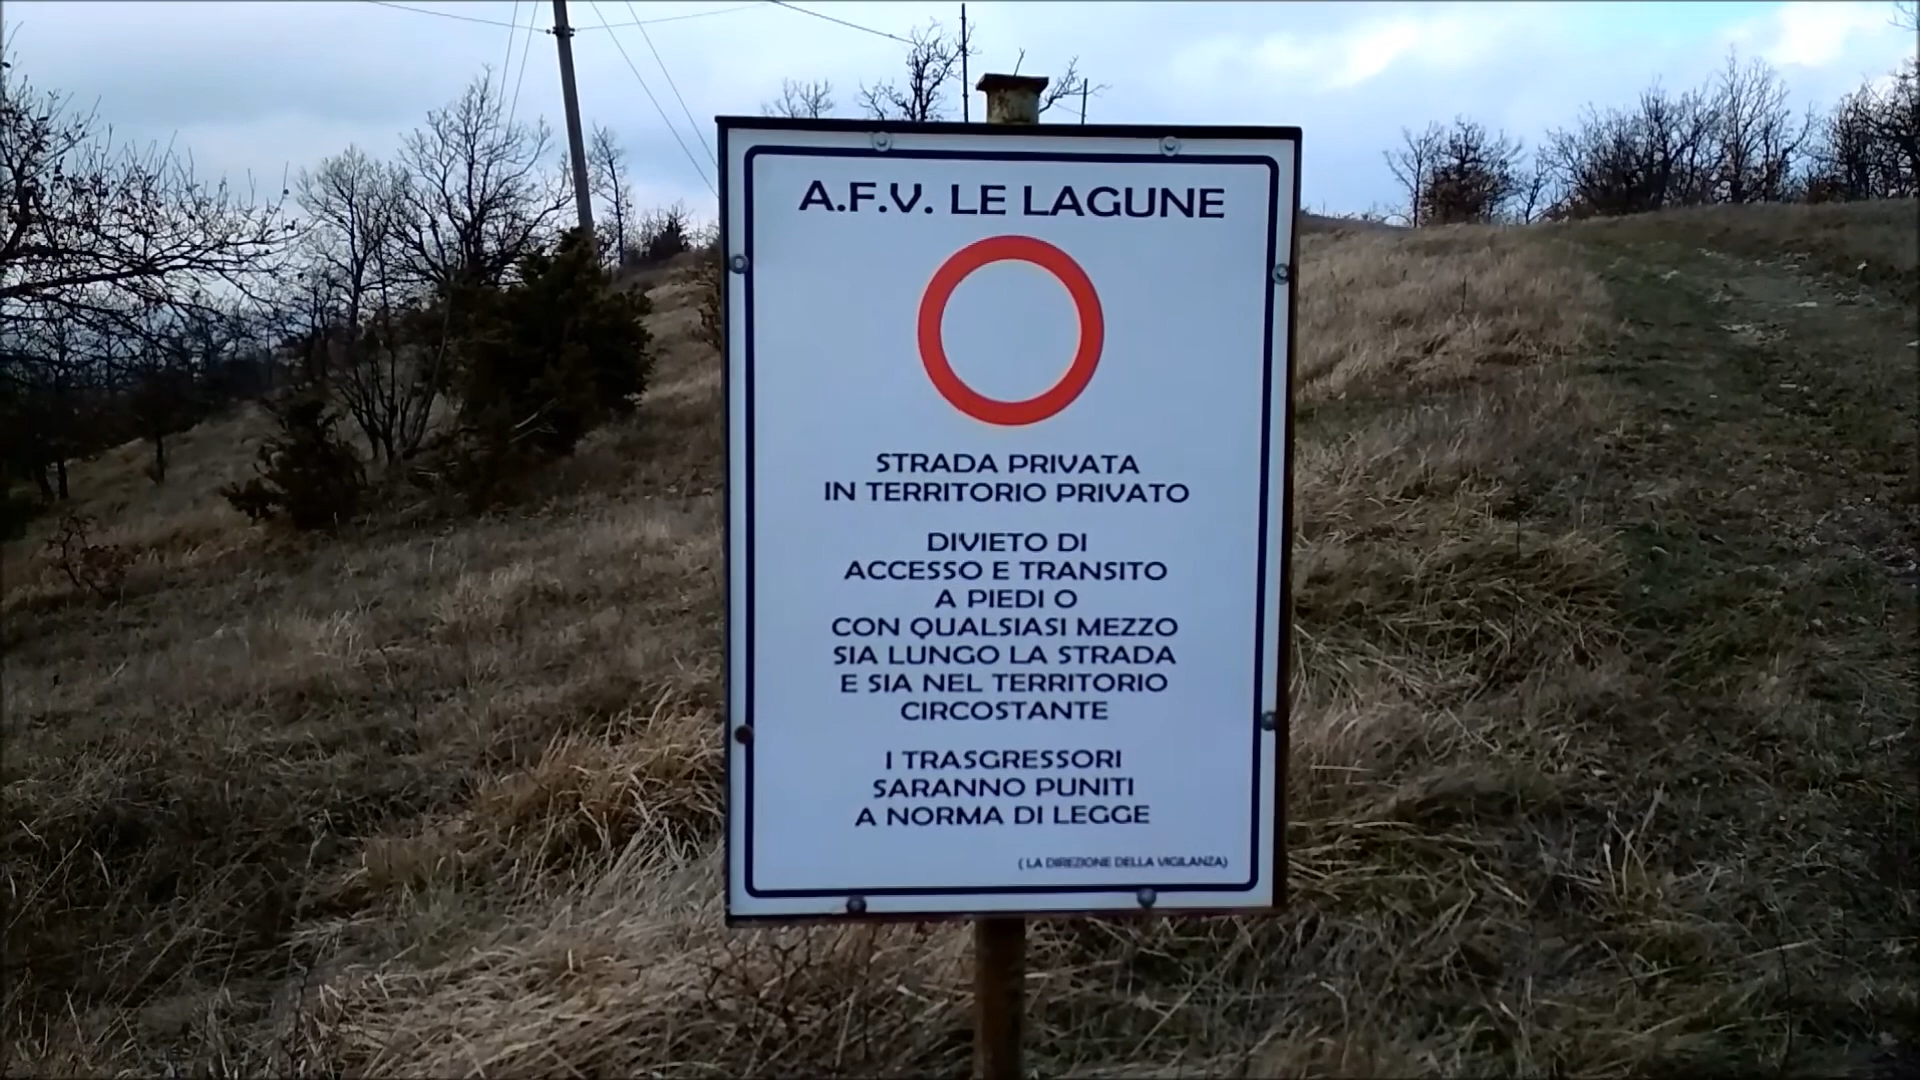 A.F.V. LE LAGUNE
STRADA PRIVATA
IN TERRITORIO PRIVATO
DIVIETO DI
ACCESSO E TRANSITO
A PIEDI O
CON QUALSIASI MEZZO
SIA LUNGO LA STRADA
E SIA NEL TERRITORIO
CIRCOSTANTE
I TRASGRESSORI
SARANNO PUNITI
A NORMA DI LEGGE
( LA DIREZIONE DELLA VIGILANZA)